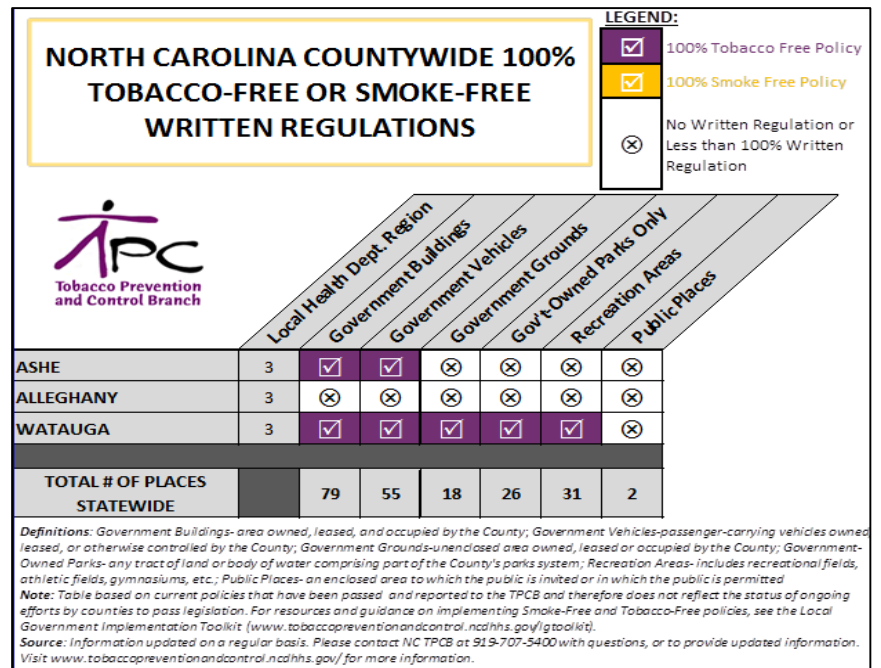 LEGEND:
NORTH CAROLINA COUNTYWIDE 100%
TOBACCO-FREE OR SMOKE-FREE
WRITTEN REGULATIONS
100% Tobacco Free Policy
100% Smoke Free Policy
No Written Regulation or
Less than 100% Written
Regulation
TPC
Tobacco Prevention
and Control Branch
Local Health Dept. Region
Government Buildings
Government Vehicles
Government Grounds
Gov't-Owned Parks Only
Recreation Areas
Public Places
ASHE 3 ☑ ☑ ⊗ ⊗ ⊗ ⊗
ALLEGHANY 3 ⊗ ⊗ ⊗ ⊗ ⊗ ⊗
WATAUGA 3 ☑ ☑ ☑ ☑ ☑ ⊗
TOTAL # OF PLACES
STATEWIDE
79 55 18 26 31 2
Definitions: Government Buildings- area owned, leased, and occupied by the County; Government Vehicles-passenger-carrying vehicles owned,
leased, or otherwise controlled by the County; Government Grounds-unenclosed area owned, leased or occupied by the County; Government-
Owned Parks- any tract of land or body of water comprising part of the County's parks system; Recreation Areas- includes recreational fields,
athletic fields, gymnasiums, etc.; Public Places- an enclosed area to which the public is invited or in which the public is permitted
Note: Table based on current policies that have been passed and reported to the TPCB and therefore does not reflect the status of ongoing
efforts by counties to pass legislation. For resources and guidance on implementing Smoke-Free and Tobacco-Free policies, see the Local
Government Implementation Toolkit (www.tobaccopreventionandcontrol.ncdhhs.gov/lgtoolkit).
Source: Information updated on a regular basis. Please contact NC TPCB at 919-707-5400 with questions, or to provide updated information.
Visit www.tobaccopreventionandcontrol.ncdhhs.gov/ for more information.